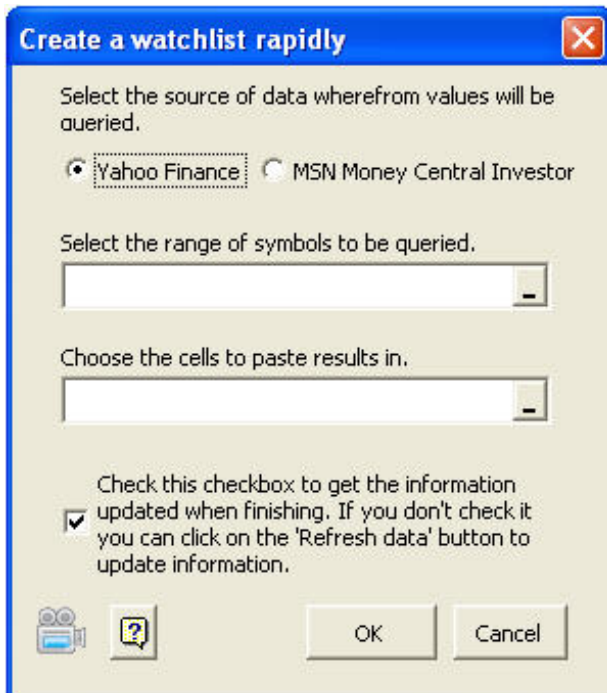 Create a watchlist rapidly
Select the source of data wherefrom values will be
queried.
Yahoo Finance MSN Money Central Investor
Select the range of symbols to be queried.
Choose the cells to paste results in.
Check this checkbox to get the information
updated when finishing. If you don't check it
you can click on the 'Refresh data' button to
update information.
? OK Cancel